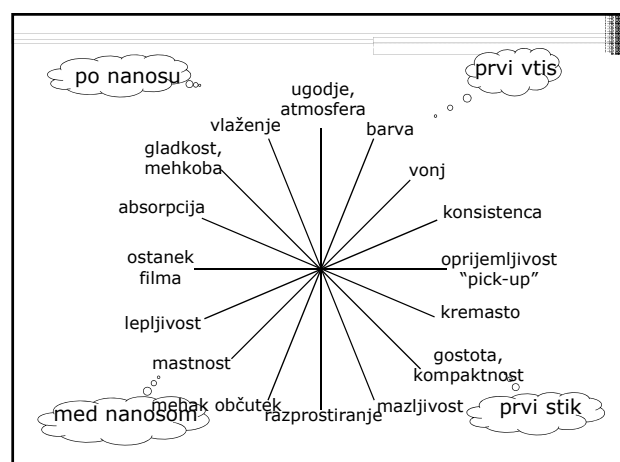 po nanosu
prvi vtis
ugodje,
atmosfera
vlaženje
barva
gladkost,
mehkoba
vonj
absorpcija
konsistenca
ostanek
filma
oprijemljivost
“pick-up”
lepljivost
kremasto
mastnost
gostota,
kompaktnost
med nanosom
mehak občutek
razprostiranje
mazljivost
prvi stik